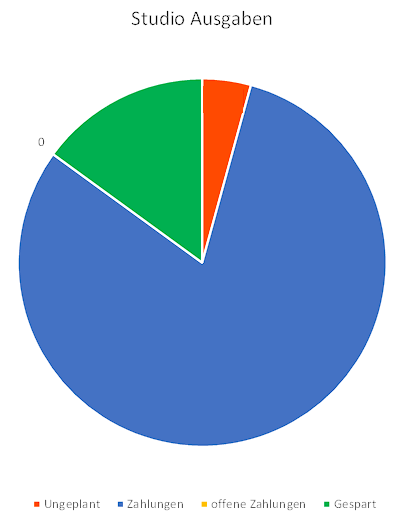 Studio Ausgaben
0
Ungeplant Zahlungen offene Zahlungen Gespart